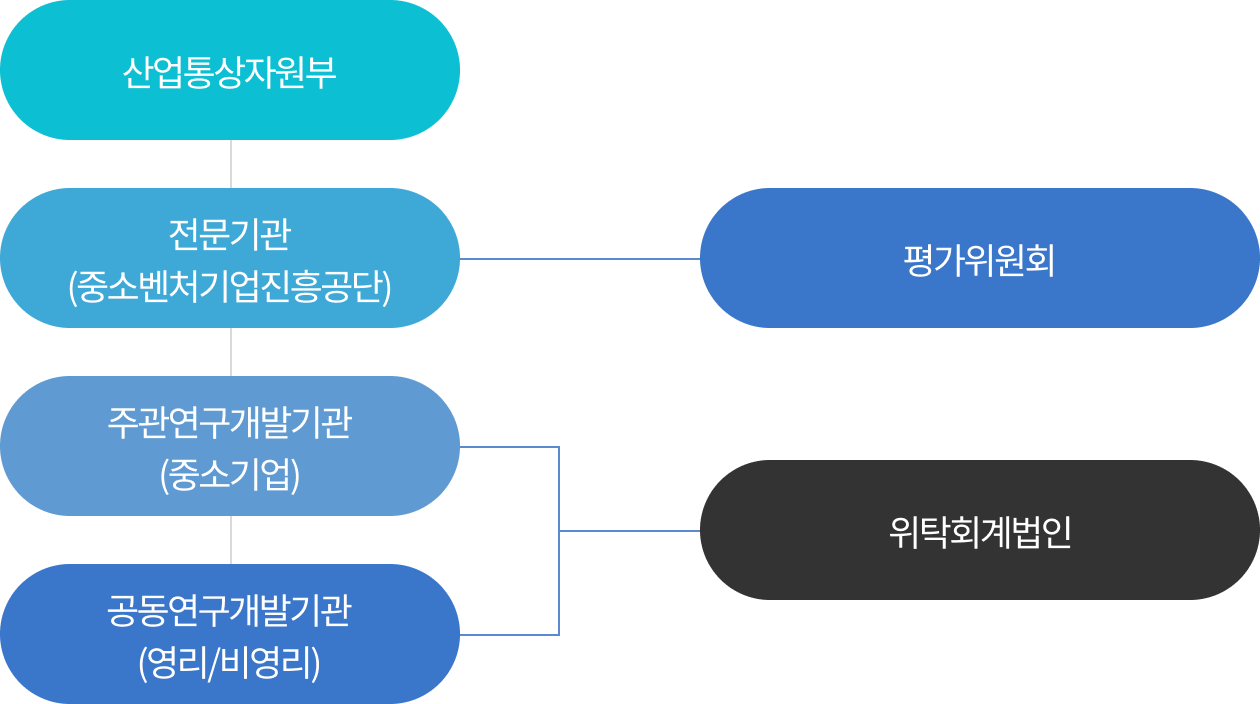 산업통상자원부
전문기관
(중소벤처기업진흥공단)
평가위원회
주관연구개발기관
(중소기업)
위탁회계법인
공동연구개발기관
(영리/비영리)